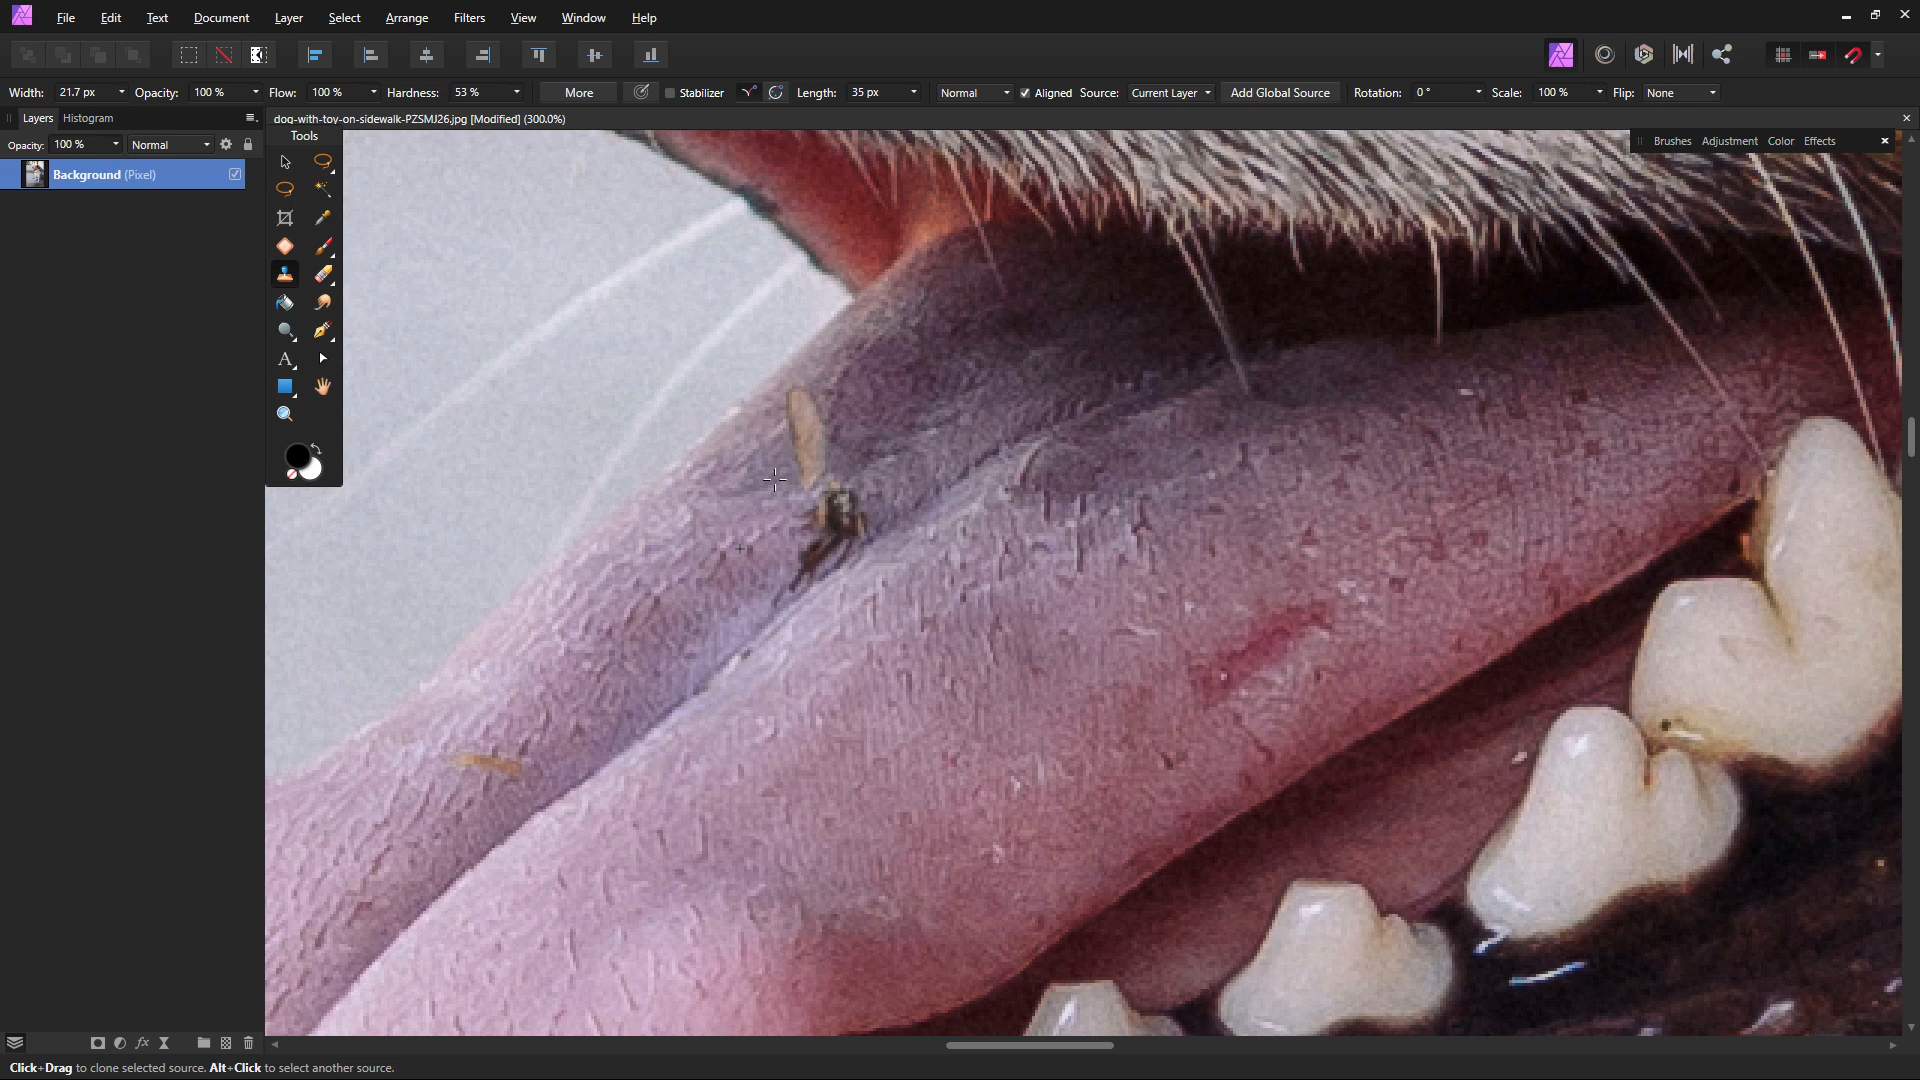 File Edit Text Document Layer Select Arrange Filters View Window Help
Width: 21.7 px Opacity: 100 % Flow: 100 % Hardness: 53 % More Stabilizer Length: 35 px Normal Aligned Source: Current Layer Add Global Source Rotation: 0 ° Scale: 100 % Flip: None
Layers Histogram
dog-with-toy-on-sidewalk-PZSMJ26.jpg [Modified] (300.0%)
Tools
Brushes Adjustment Color Effects
Opacity: 100 % Normal
Background (Pixel)
A
fx
Click+Drag to clone selected source. Alt+Click to select another source.